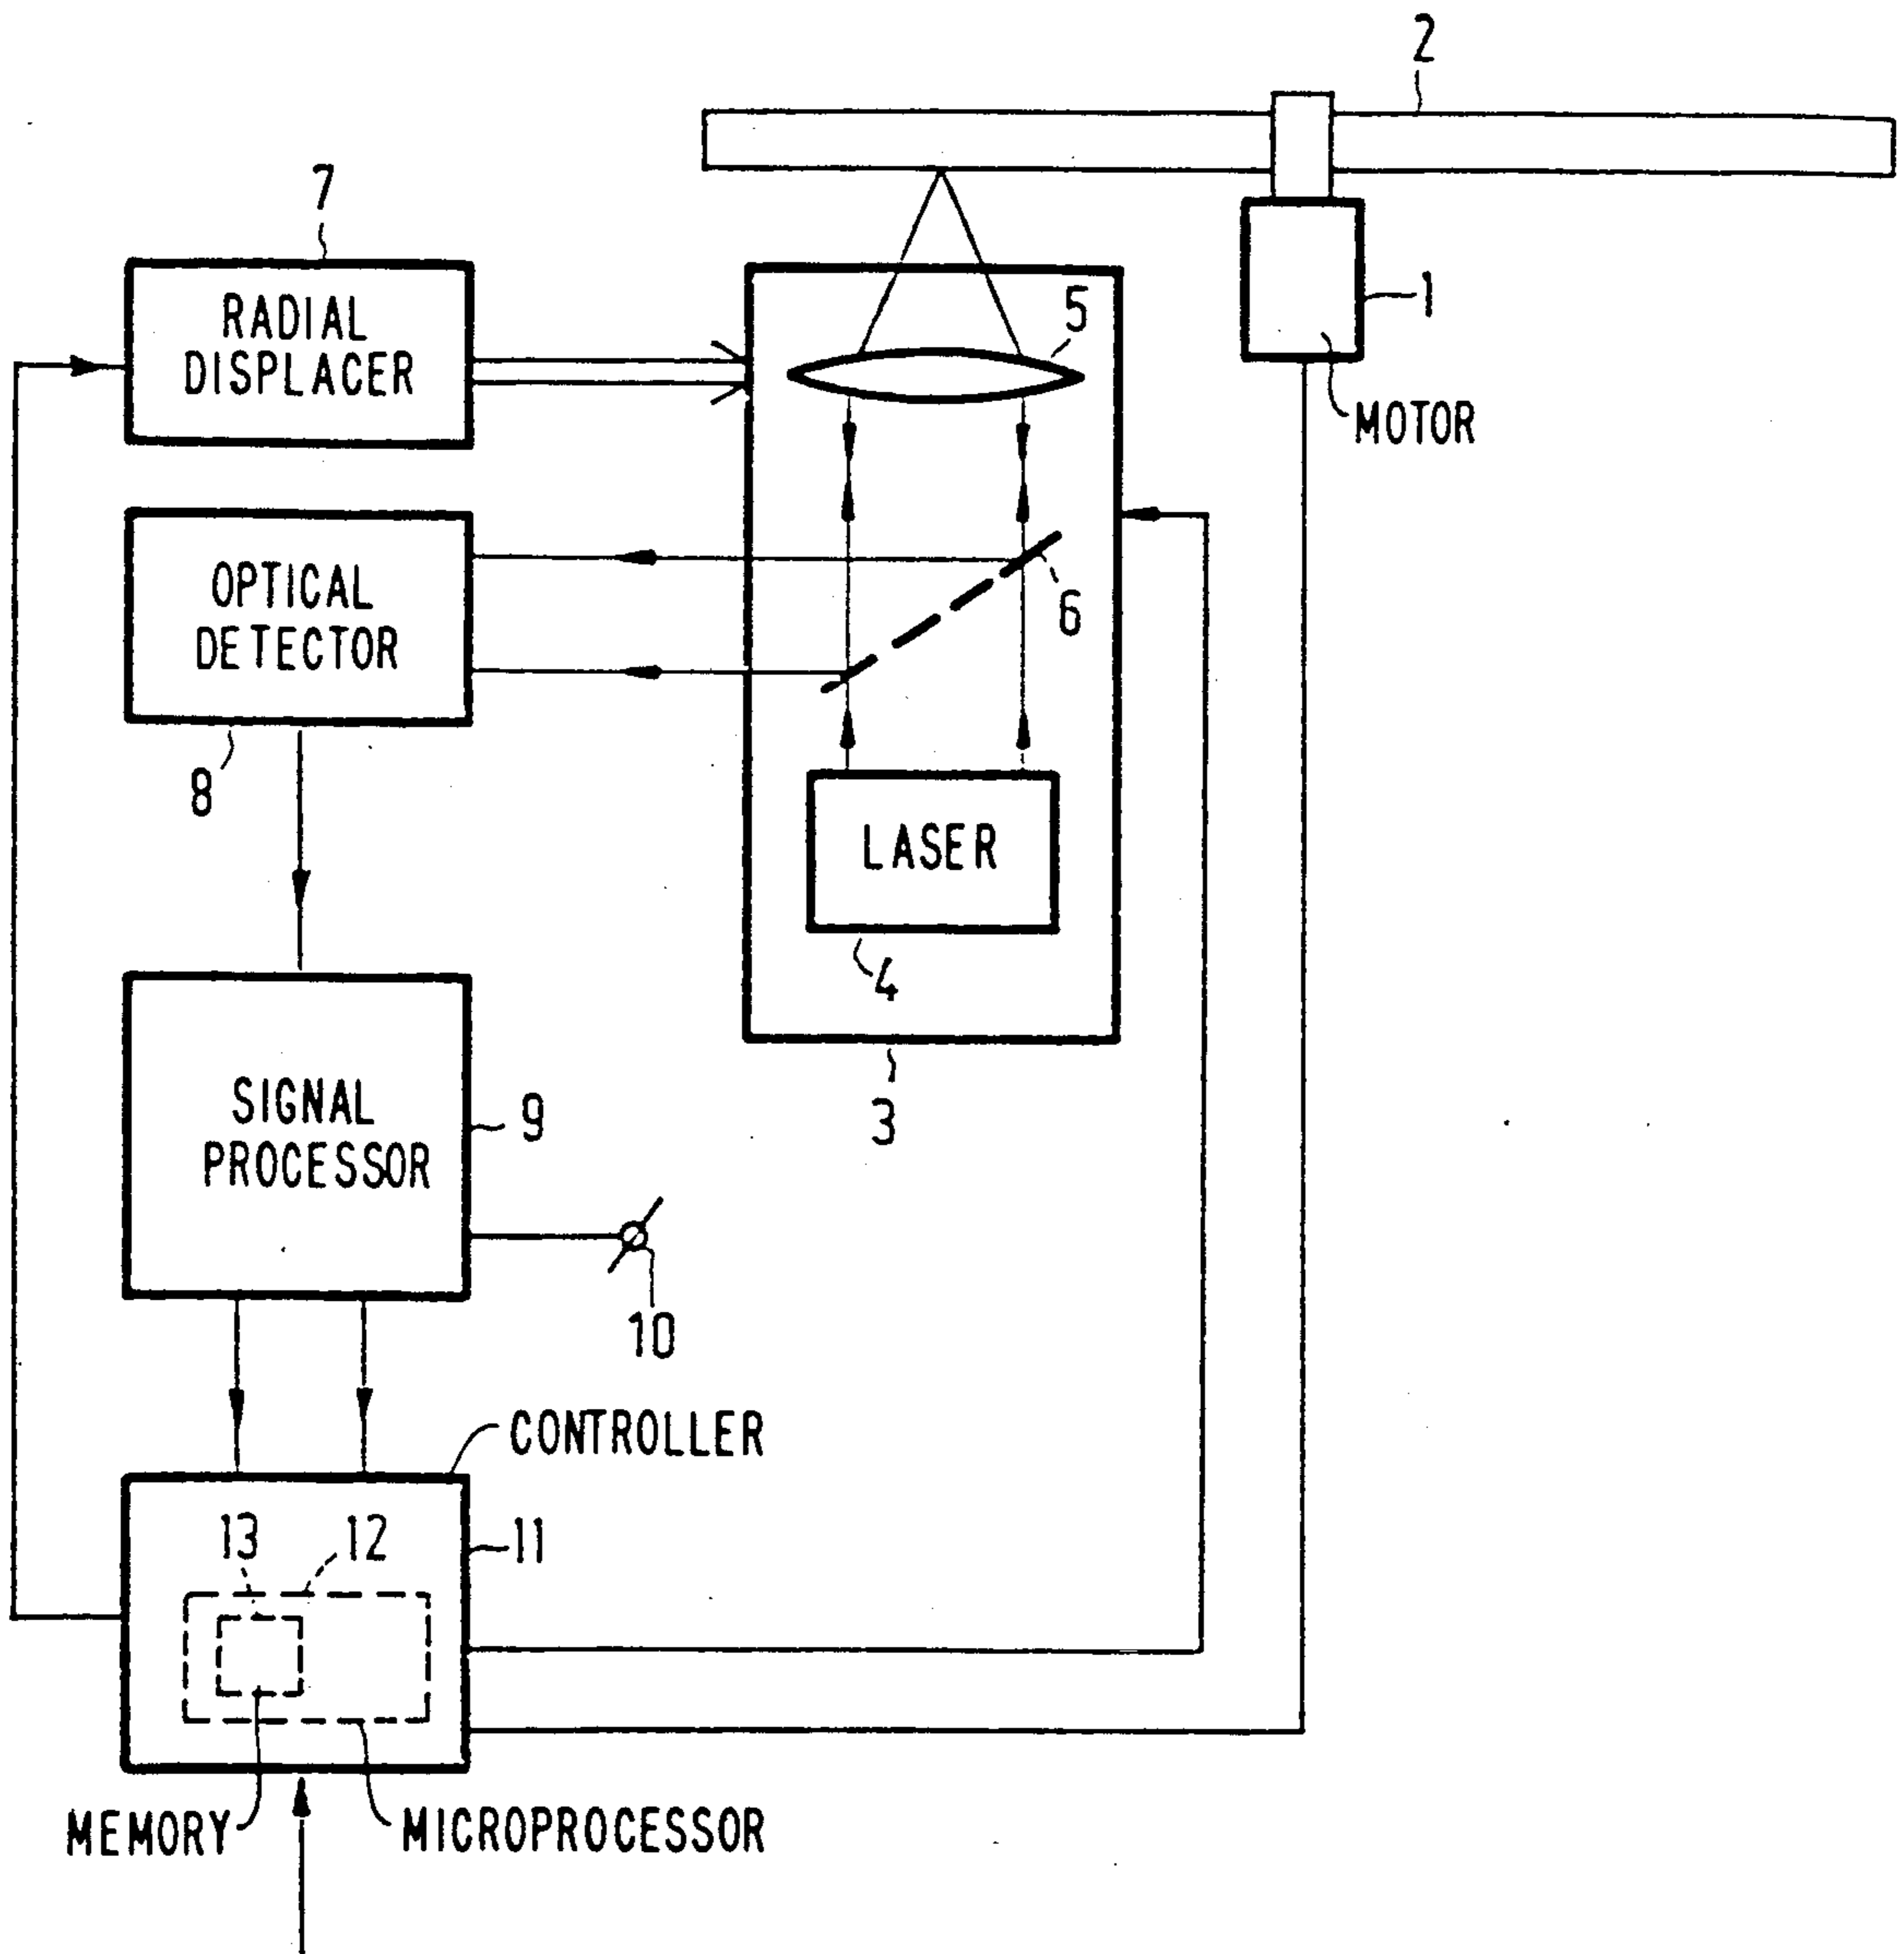 2
7
RADIAL
DISPLACER
5
1
MOTOR
OPTICAL
DETECTOR
6
8
LASER
4
SIGNAL
PROCESSOR
9
3
10
CONTROLLER
13
12
11
MEMORY
MICROPROCESSOR